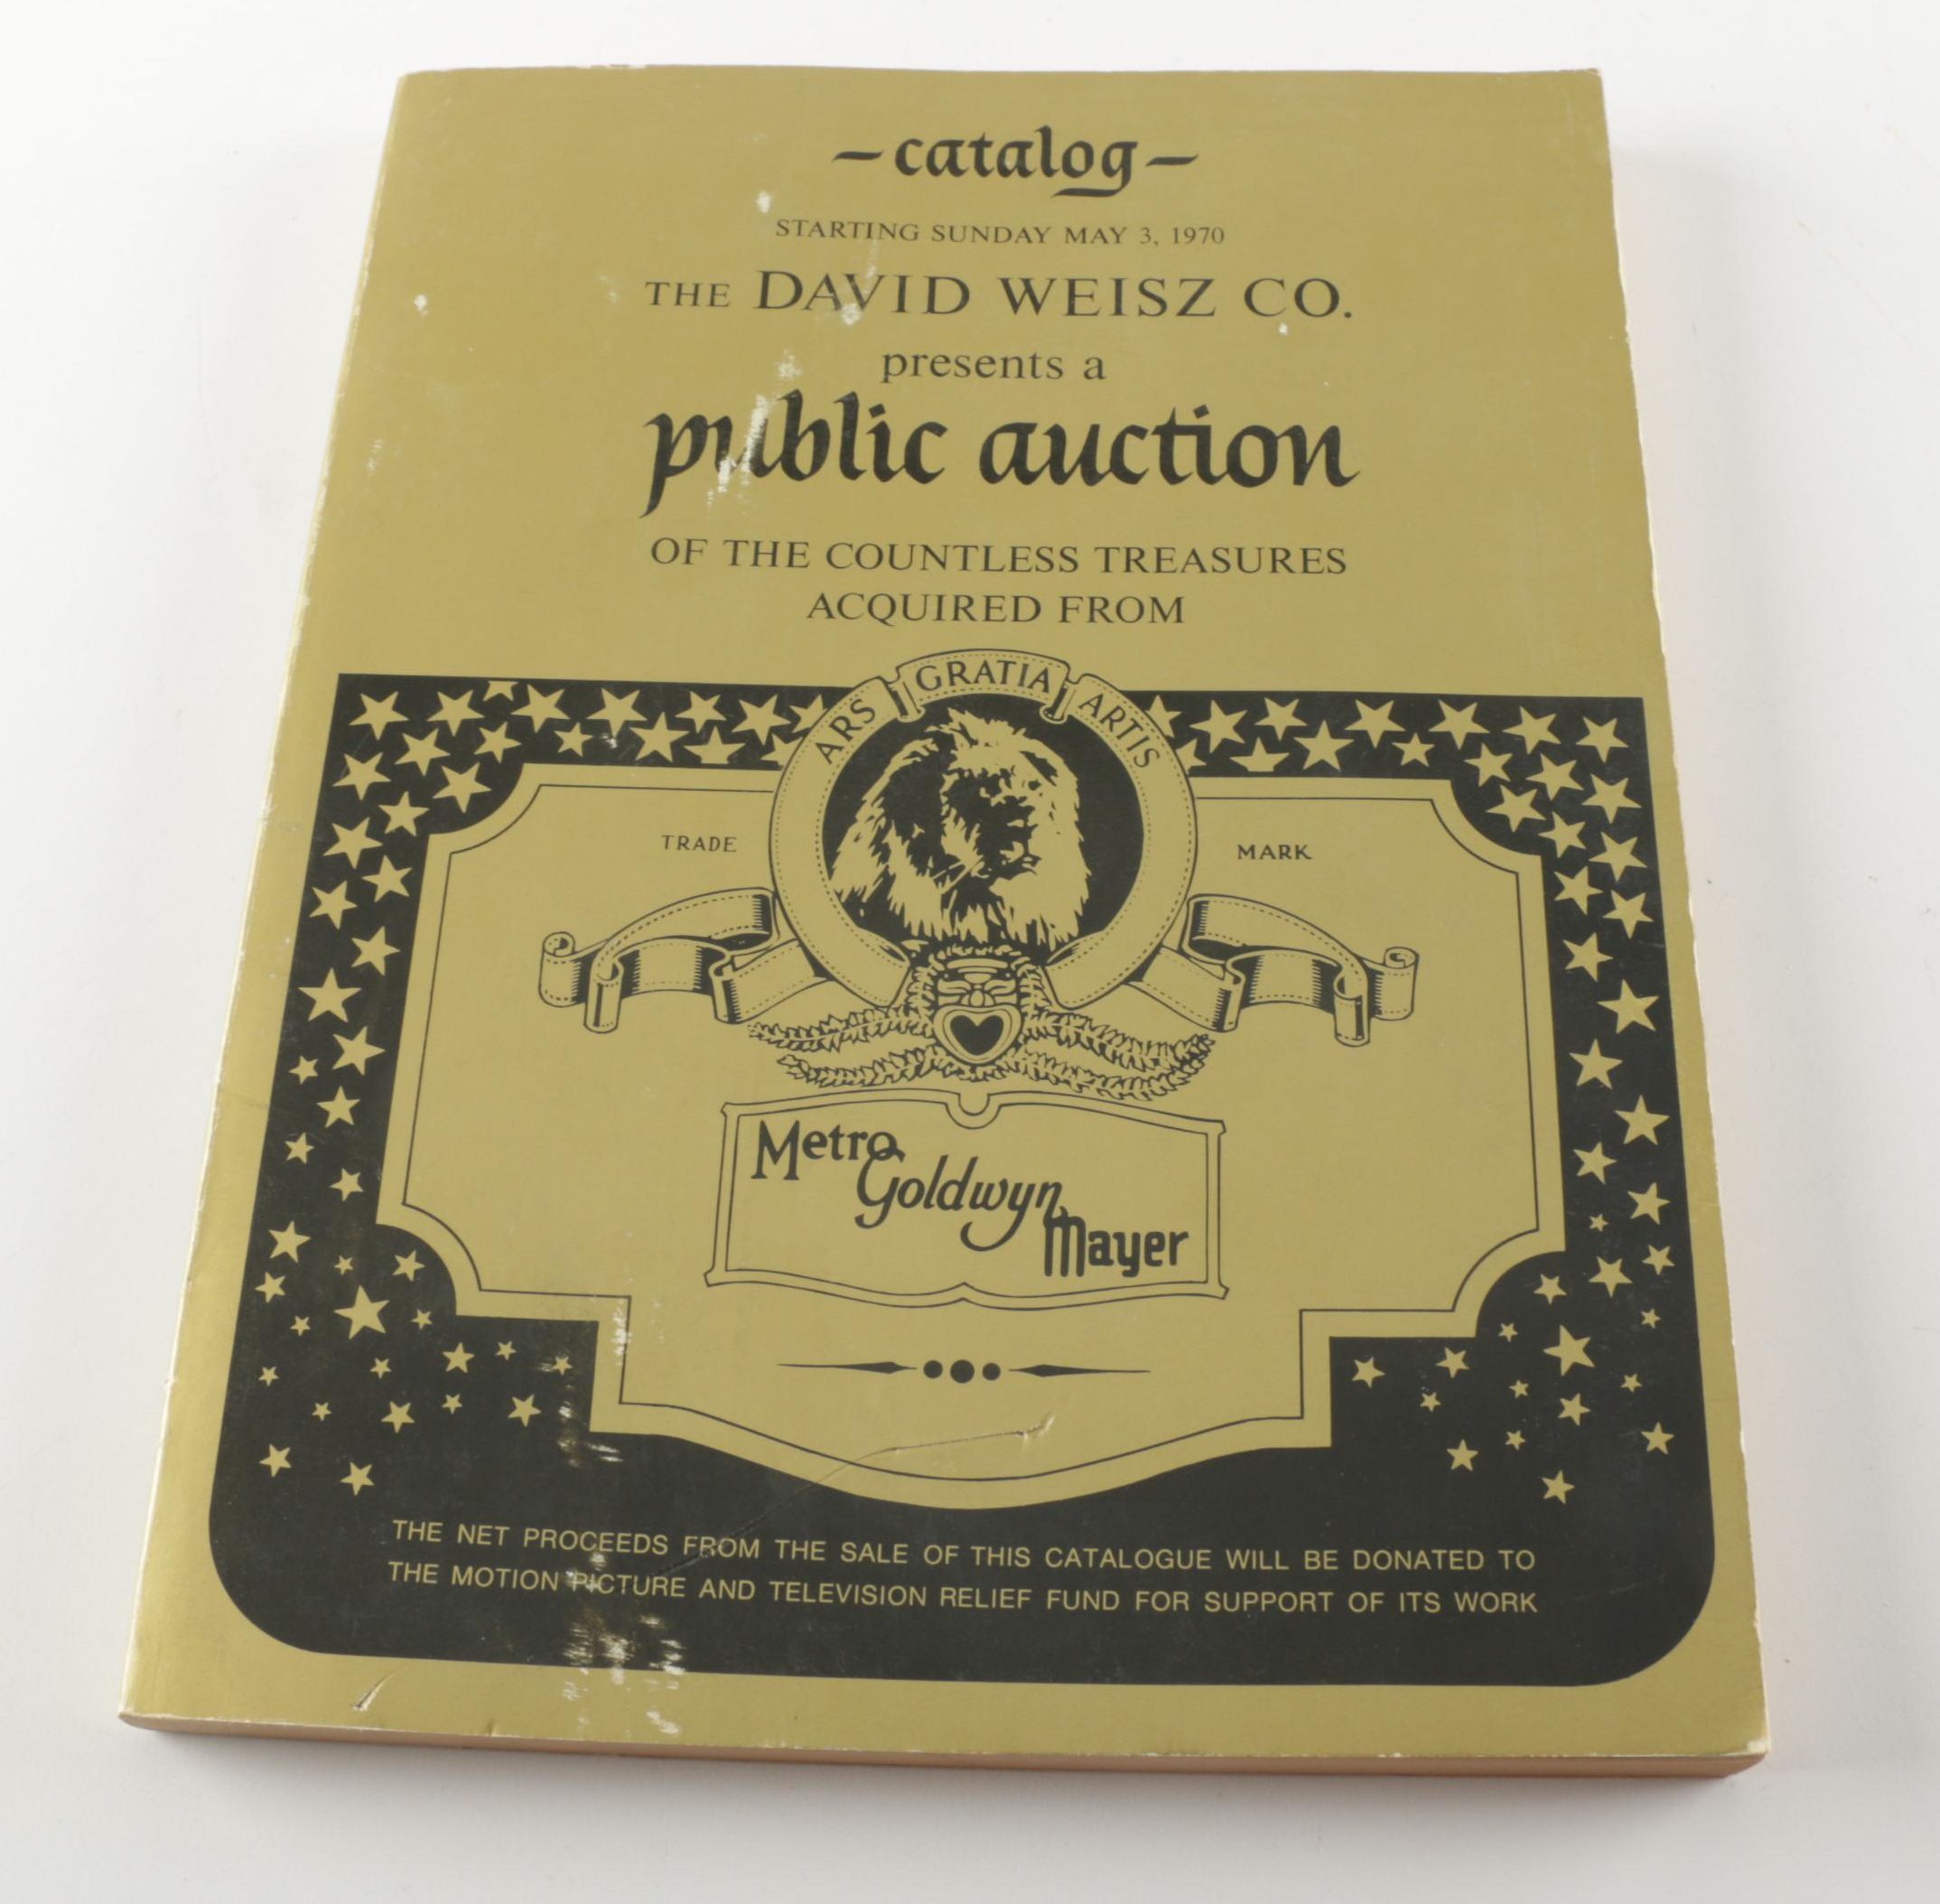 -catalog-
STARTING SUNDAY MAY 3, 1970
THE DAVID WEISZ CO.
presents a
public auction
OF THE COUNTLESS TREASURES
ACQUIRED FROM
ARS GRATIA ARTIS
TRADE MARK
Metro
Goldwyn
Mayer
THE NET PROCEEDS FROM THE SALE OF THIS CATALOGUE WILL BE DONATED TO
THE MOTION PICTURE AND TELEVISION RELIEF FUND FOR SUPPORT OF ITS WORK